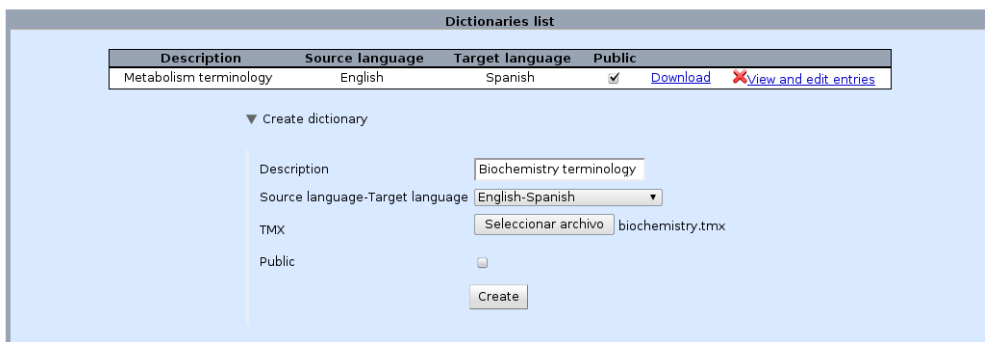 Dictionaries list
Description Source language Target language Public
Metabolism terminology English Spanish Download View and edit entries
Create dictionary
Description Biochemistry terminology
Source language-Target language English-Spanish
TMX Seleccionar archivo biochemistry.tmx
Public
Create